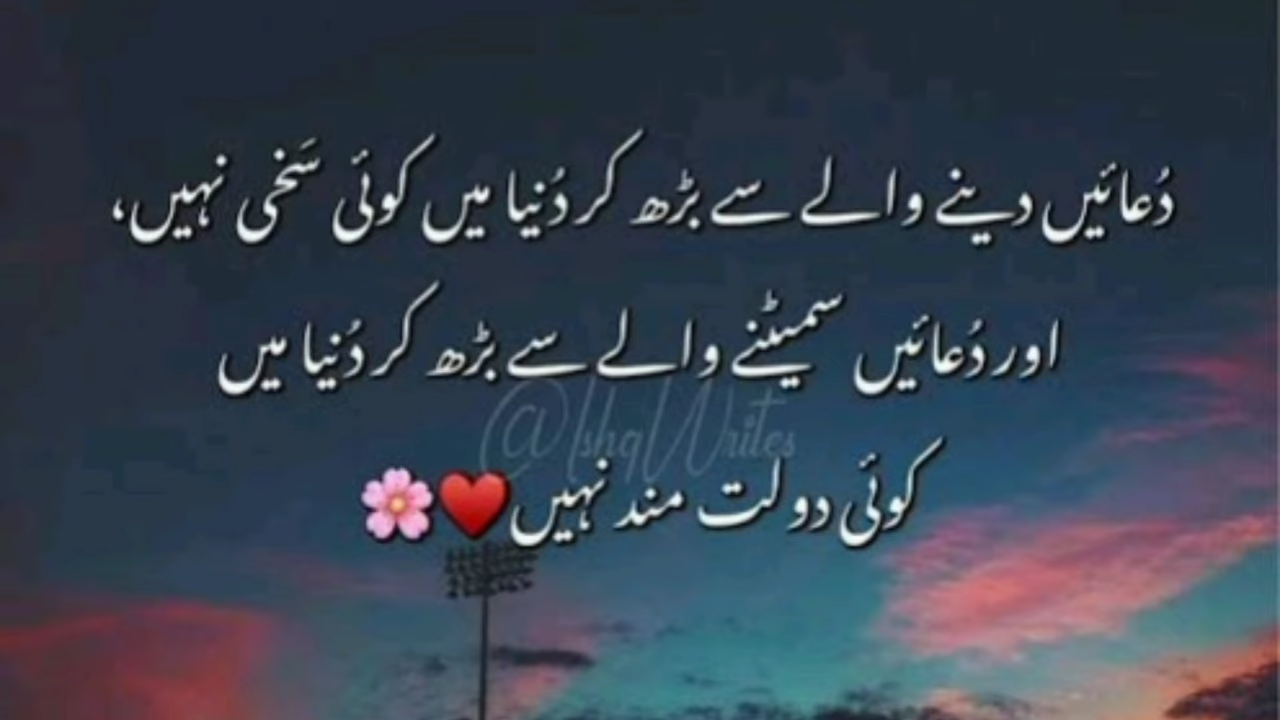 دُعائیں دینے والے سے بڑھ کر دُنیا میں کوئی سَخی نہیں،
اور دُعائیں سمیٹنے والے سے بڑھ کر دُنیا میں
@IshqWrites
کوئی دولت مند نہیں❤️🌸